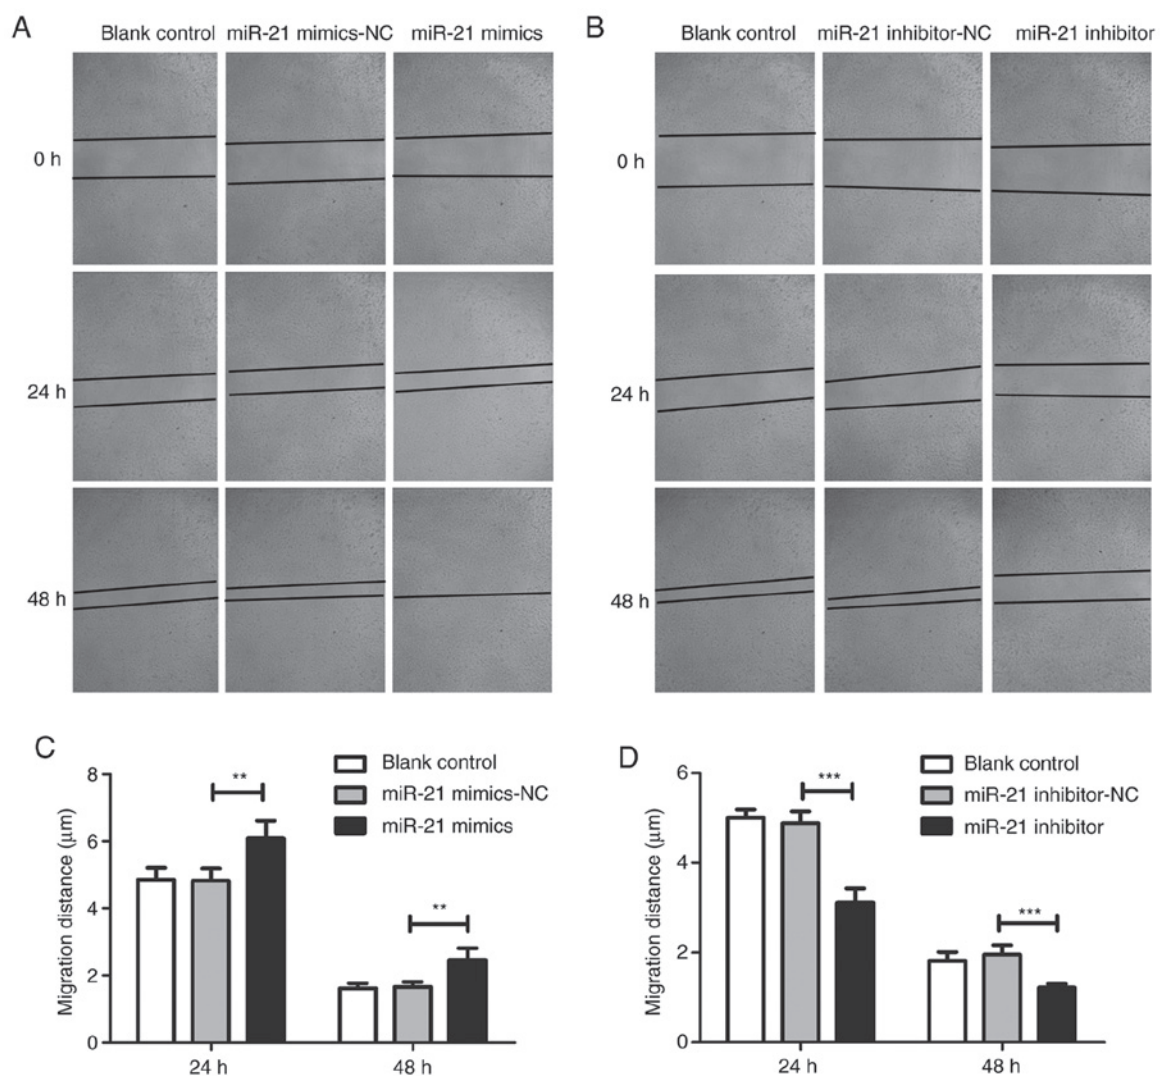 A
Blank control miR-21 mimics-NC miR-21 mimics
0 h
24 h
48 h
B
Blank control miR-21 inhibitor-NC miR-21 inhibitor
0 h
24 h
48 h
C
Migration distance (μm)
8
6
4
2
0
**
**
24 h
48 h
Blank control
miR-21 mimics-NC
miR-21 mimics
D
Migration distance (μm)
6
4
2
0
***
***
24 h
48 h
Blank control
miR-21 inhibitor-NC
miR-21 inhibitor